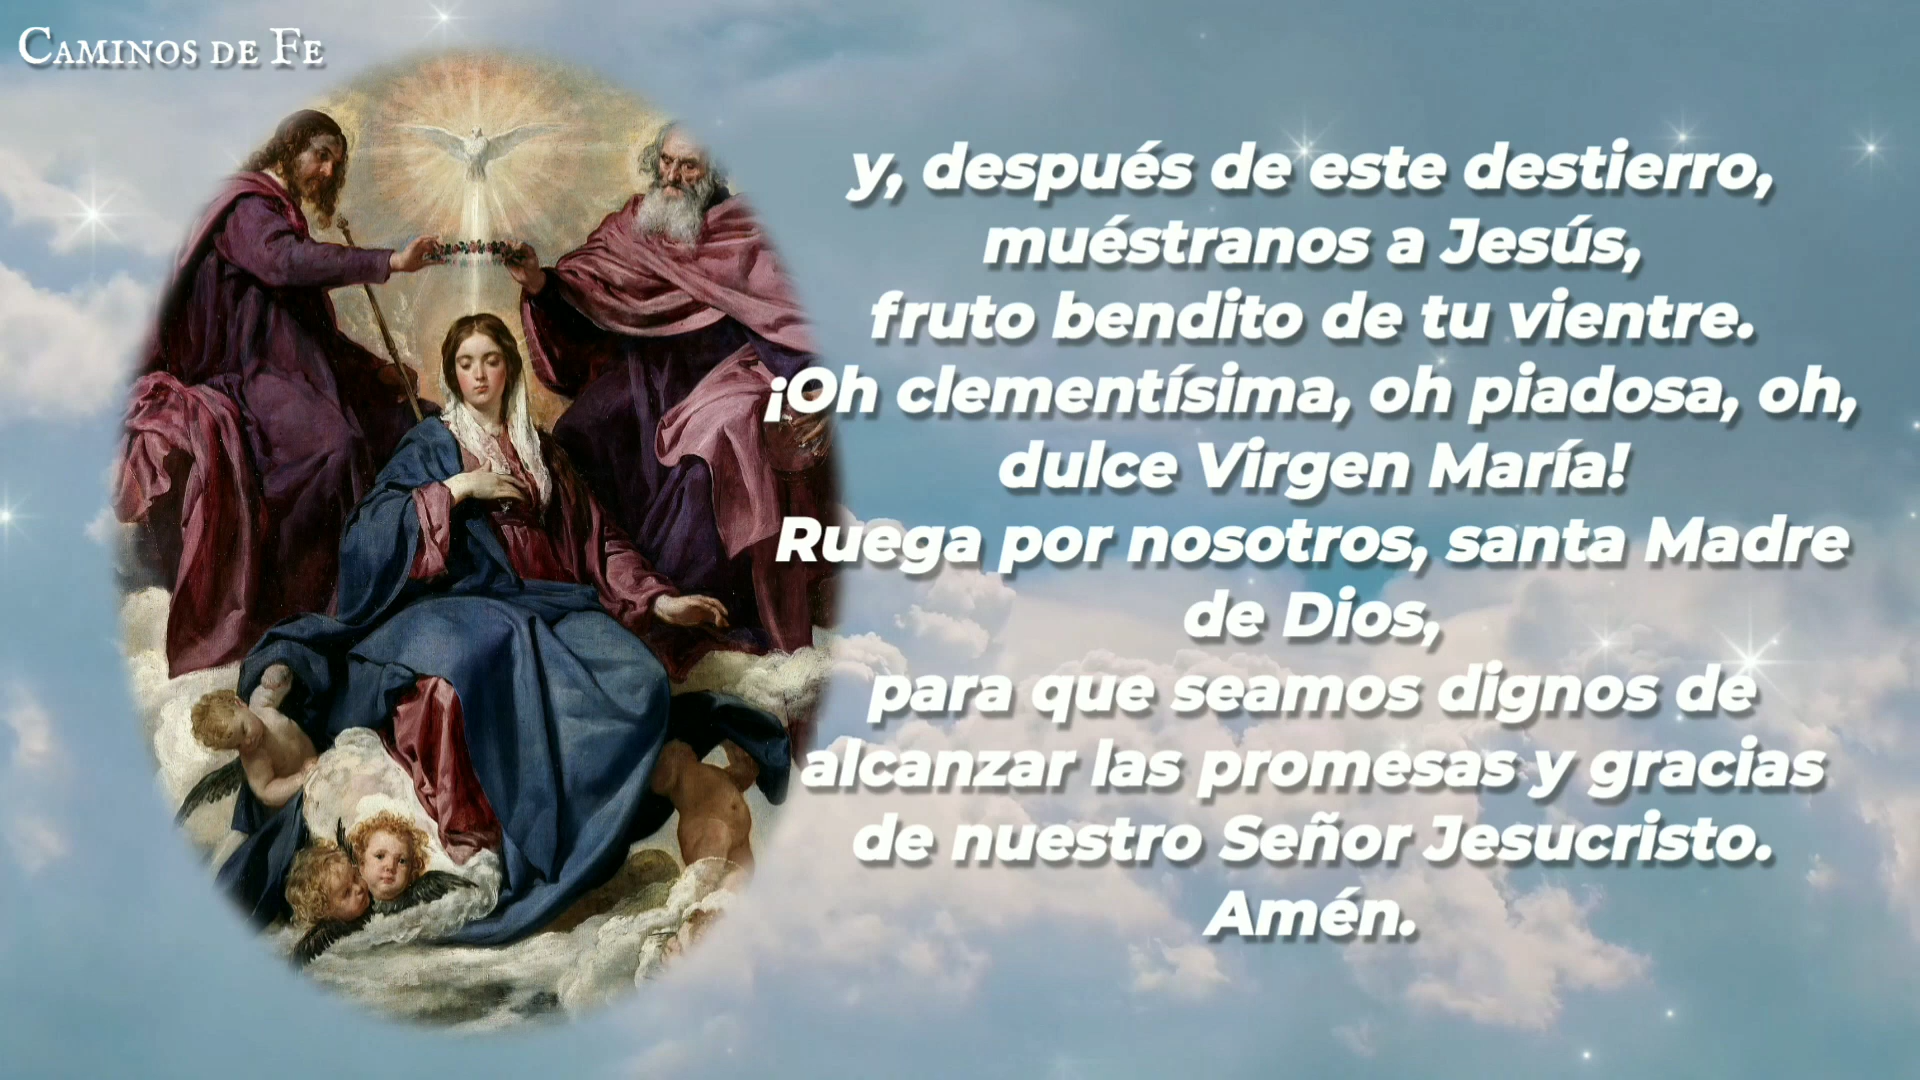 Caminos de Fe
y, después de este destierro,
muéstranos a Jesús,
fruto bendito de tu vientre.
¡Oh clementísima, oh piadosa, oh,
dulce Virgen María!
Ruega por nosotros, santa Madre
de Dios,
para que seamos dignos de
alcanzar las promesas y gracias
de nuestro Señor Jesucristo.
Amén.